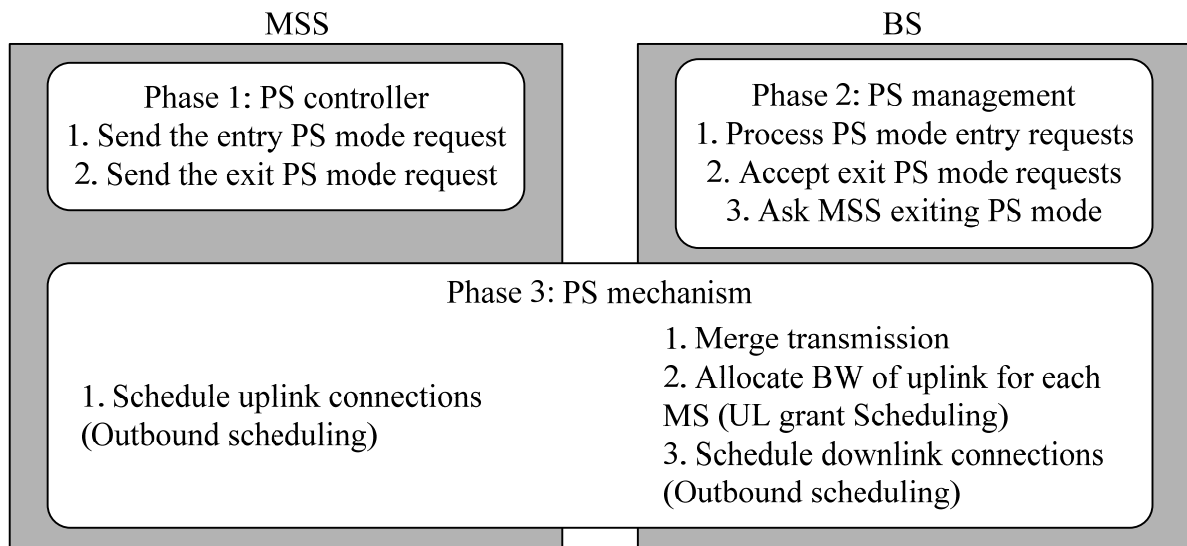 MSS
BS
Phase 1: PS controller
1. Send the entry PS mode request
2. Send the exit PS mode request
Phase 2: PS management
1. Process PS mode entry requests
2. Accept exit PS mode requests
3. Ask MSS exiting PS mode
Phase 3: PS mechanism
1. Schedule uplink connections
(Outbound scheduling)
1. Merge transmission
2. Allocate BW of uplink for each
MS (UL grant Scheduling)
3. Schedule downlink connections
(Outbound scheduling)